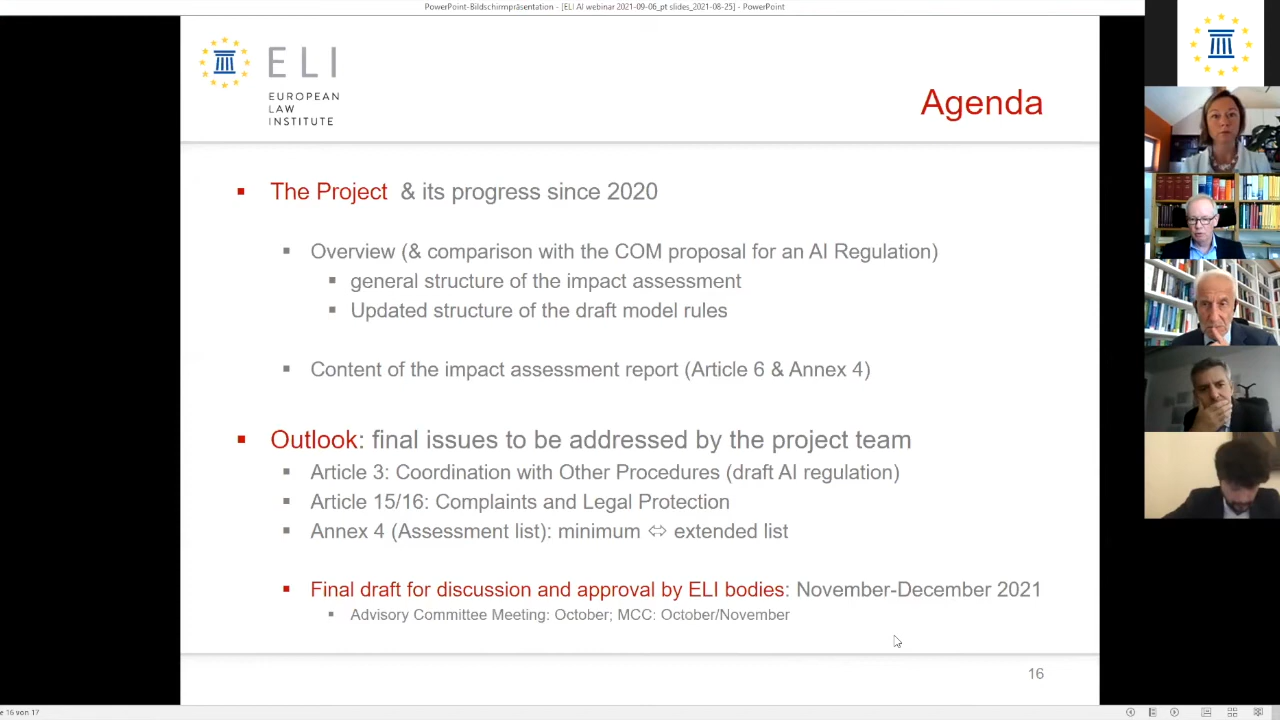 PowerPoint-Bildschirmpräsentation - [ELI AI webinar 2021-09-06_pt slides_2021-08-25] - PowerPoint
ELI
EUROPEAN
LAW
INSTITUTE
Agenda
The Project & its progress since 2020
Overview (& comparison with the COM proposal for an AI Regulation)
general structure of the impact assessment
Updated structure of the draft model rules
Content of the impact assessment report (Article 6 & Annex 4)
Outlook: final issues to be addressed by the project team
Article 3: Coordination with Other Procedures (draft AI regulation)
Article 15/16: Complaints and Legal Protection
Annex 4 (Assessment list): minimum ⇔ extended list
Final draft for discussion and approval by ELI bodies: November-December 2021
Advisory Committee Meeting: October; MCC: October/November
16
e 16 von 17